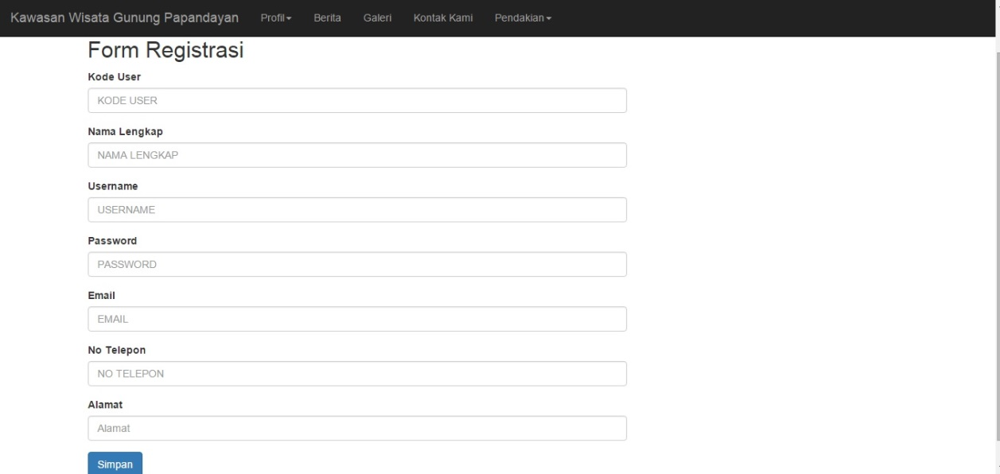 Kawasan Wisata Gunung Papandayan Profil Berita Galeri Kontak Kami Pendakian
Form Registrasi
Kode User
KODE USER
Nama Lengkap
NAMA LENGKAP
Username
USERNAME
Password
PASSWORD
Email
EMAIL
No Telepon
NO TELEPON
Alamat
Alamat
Simpan